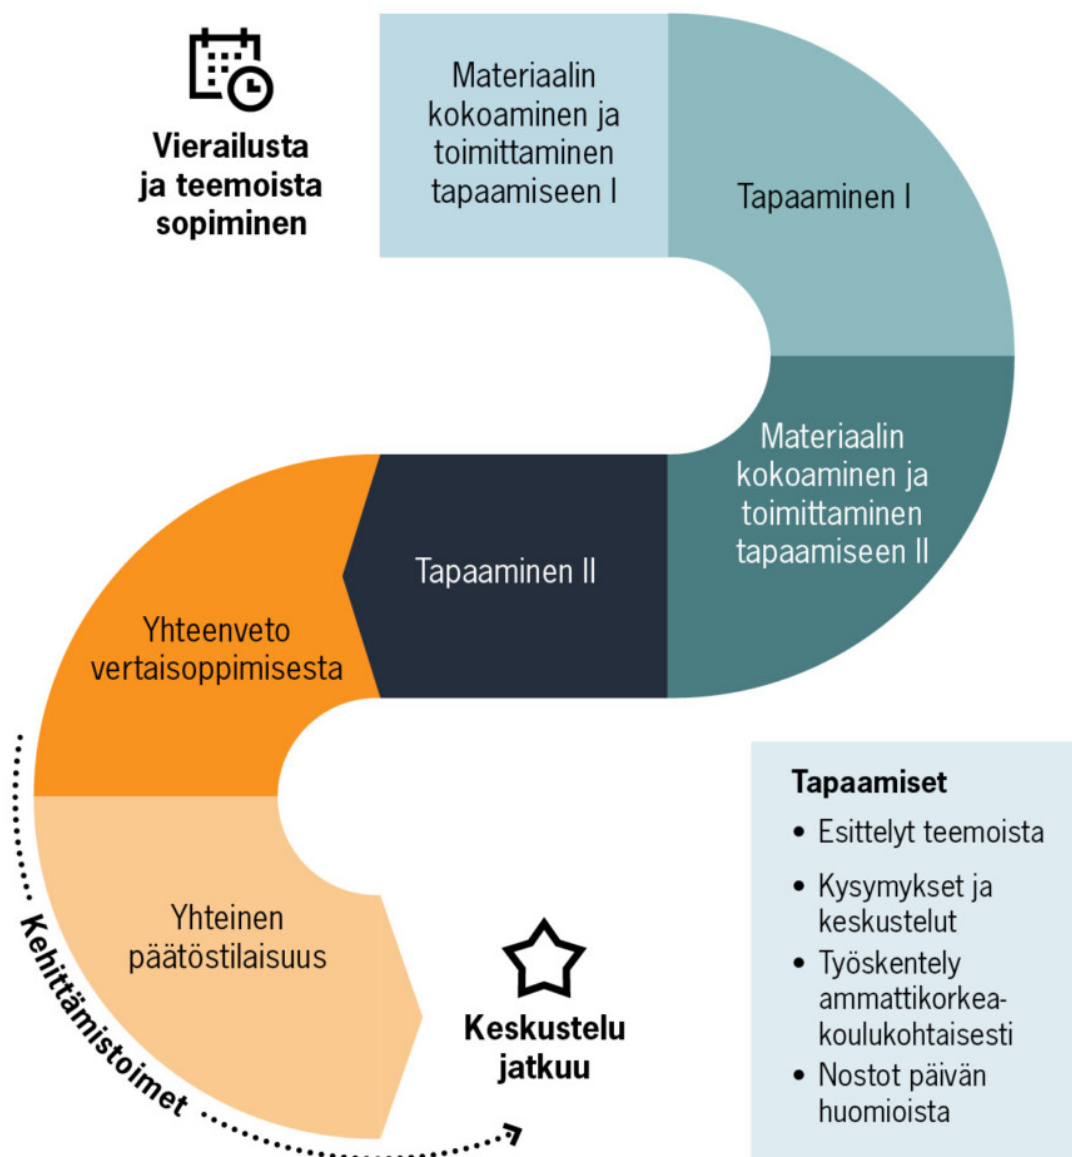 Vierailusta
ja teemoista
sopiminen
Materiaalin
kokoaminen ja
toimittaminen
tapaamiseen I
Tapaaminen I
Materiaalin
kokoaminen ja
toimittaminen
tapaamiseen II
Tapaaminen II
Yhteenveto
vertaisoppimisesta
Yhteinen
päätöstilaisuus
Kehittämistoimet
Keskustelu
jatkuu
Tapaamiset
• Esittelyt teemoista
• Kysymykset ja
keskustelut
• Työskentely
ammattikorkea-
koulukohtaisesti
• Nostot päivän
huomioista